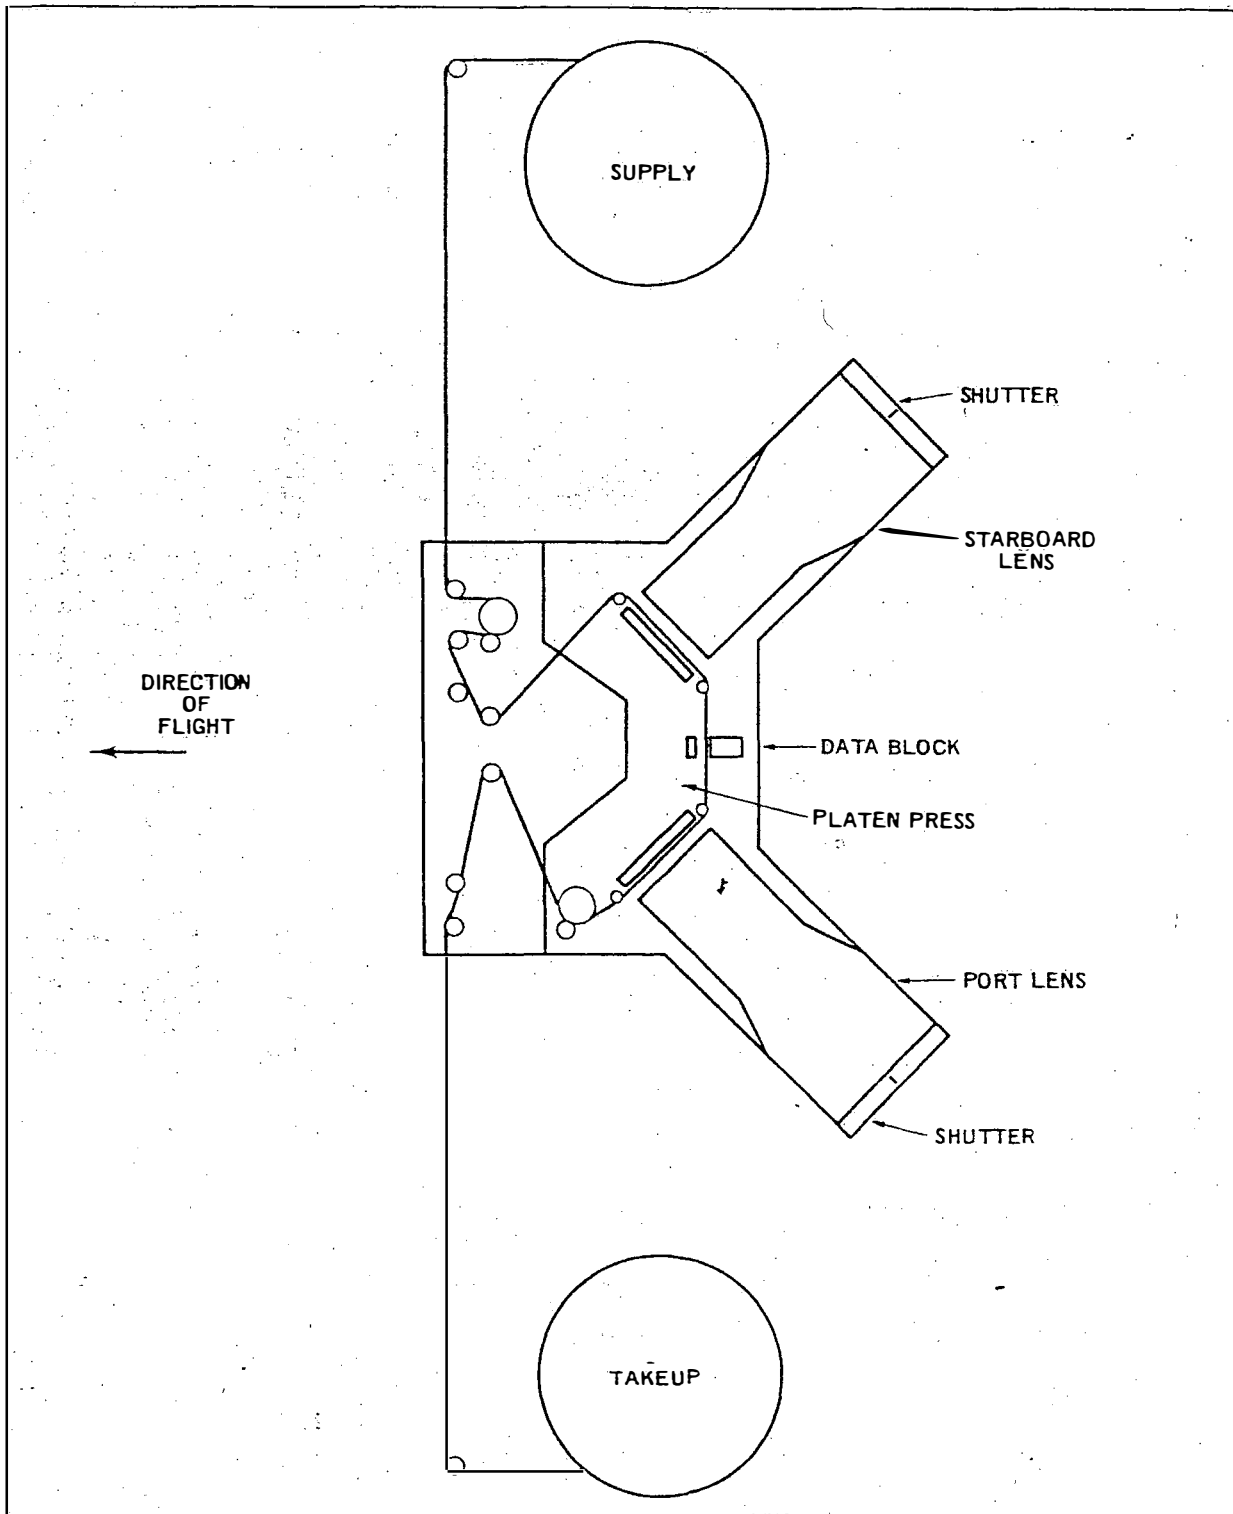 SUPPLY
SHUTTER
STARBOARD
LENS
DIRECTION
OF
FLIGHT
DATA BLOCK
PLATEN PRESS
PORT LENS
SHUTTER
TAKEUP